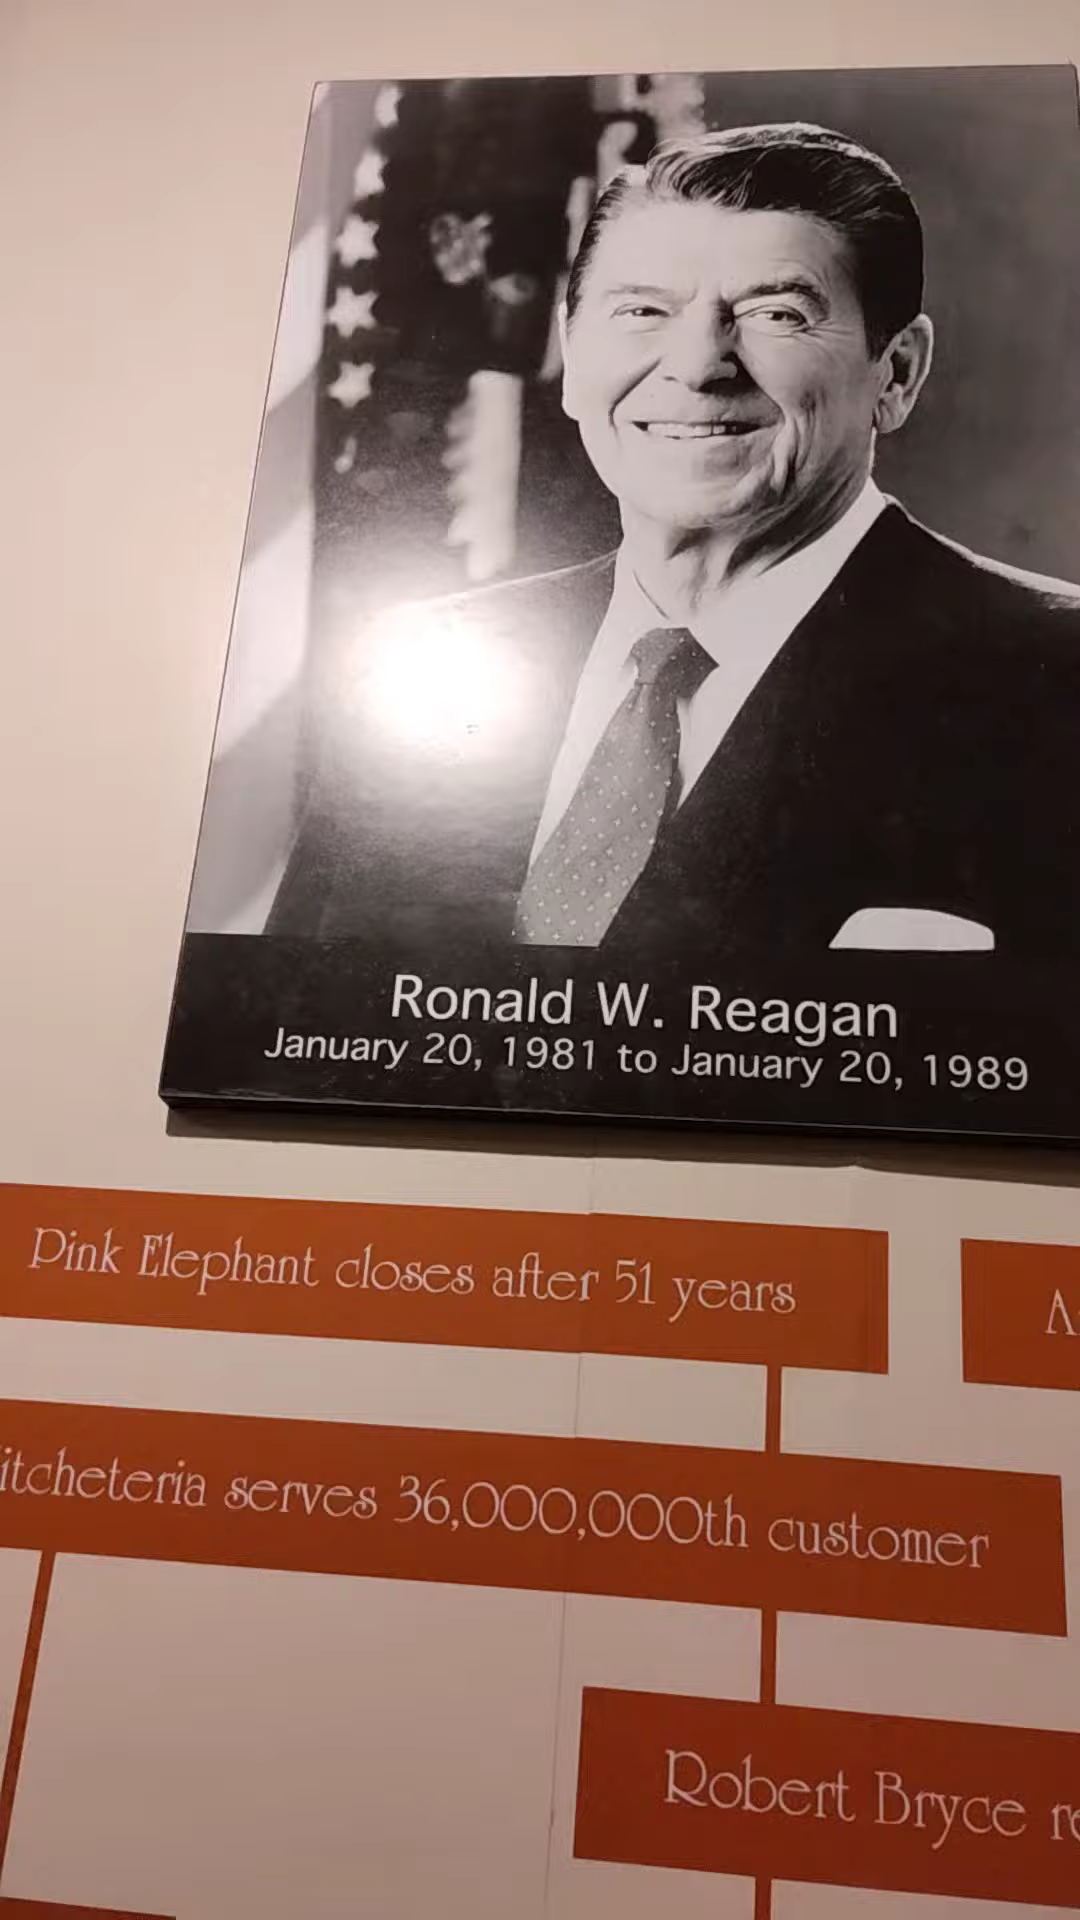 Ronald W. Reagan
January 20, 1981 to January 20, 1989
Pink Elephant closes after 51 years
serves 36,000,000th customer
Robert Bryce